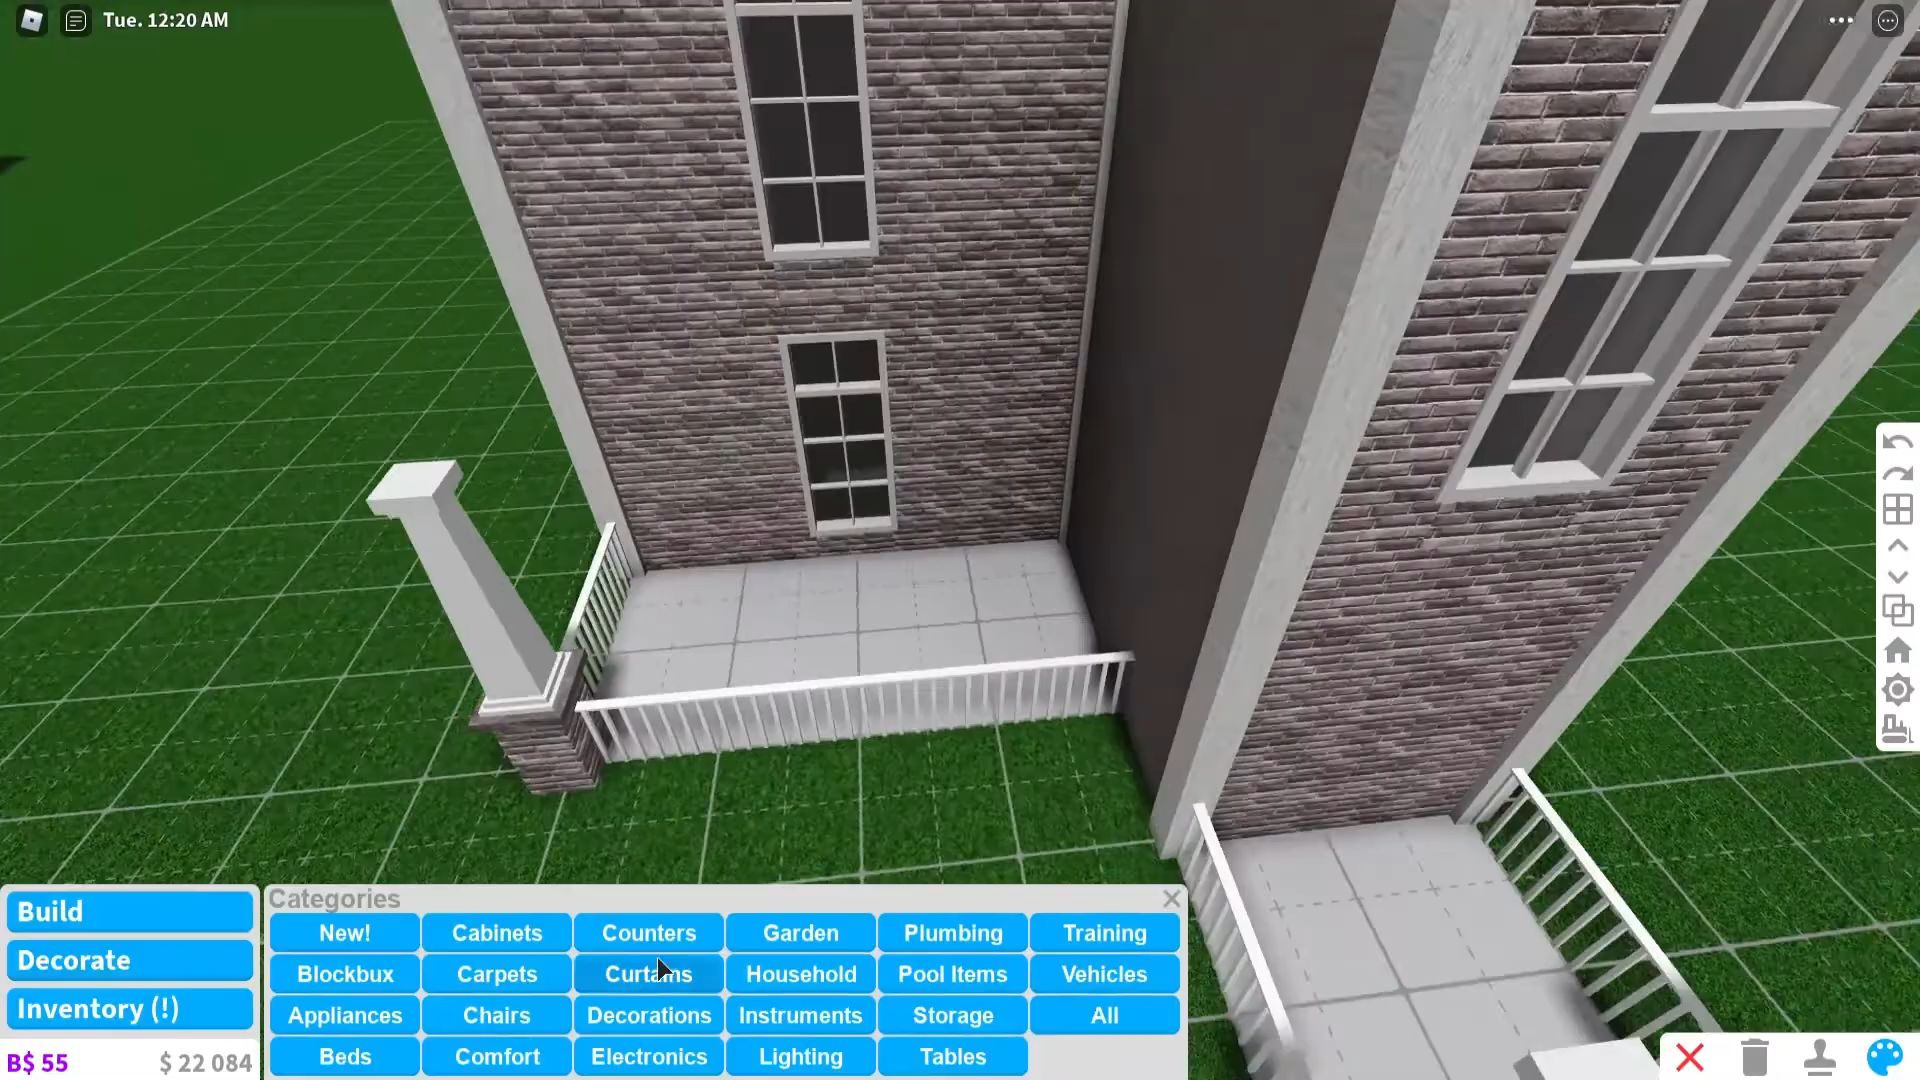 Tue. 12:20 AM
Build
Decorate
Inventory (!)
B$ 55
$ 22 084
Categories
New!
Cabinets
Counters
Garden
Plumbing
Training
Blockbux
Carpets
Curtains
Household
Pool Items
Vehicles
Appliances
Chairs
Decorations
Instruments
Storage
All
Beds
Comfort
Electronics
Lighting
Tables